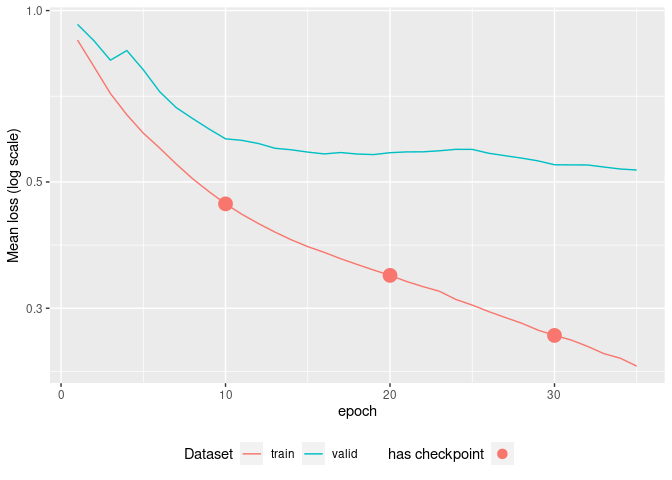 1.0
0.5
0.3
Mean loss (log scale)
0 10 20 30
epoch
Dataset train valid has checkpoint